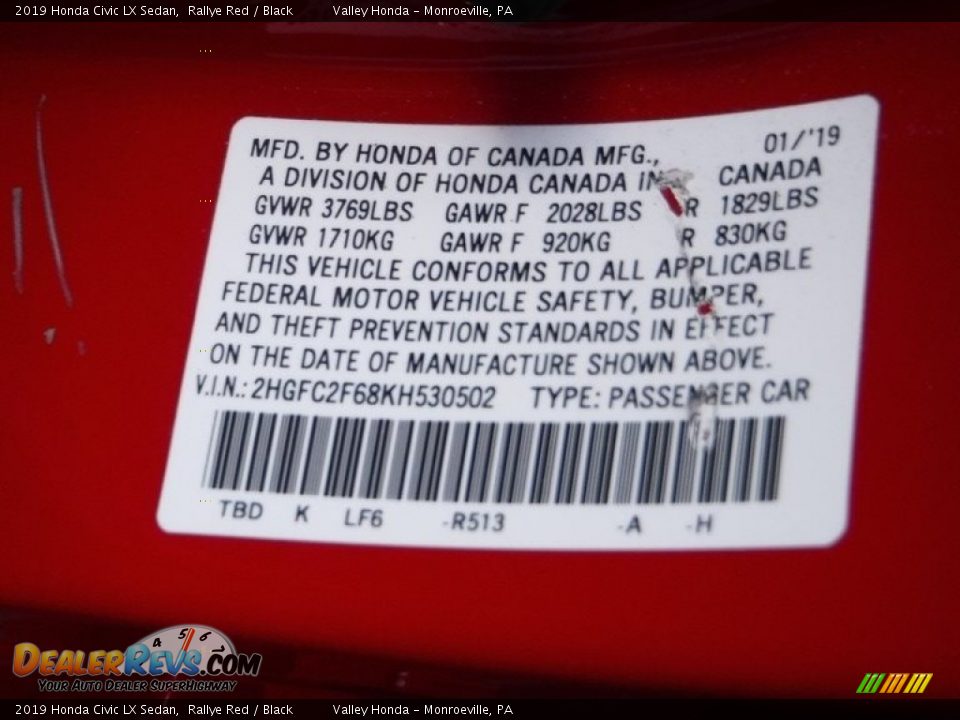 2019 Honda Civic LX Sedan,  Rallye Red / Black  Valley Honda - Monroeville, PA
MFD. BY HONDA OF CANADA MFG., 01/'19
A DIVISION OF HONDA CANADA IN CANADA
GVWR 3769LBS GAWR F 2028LBS R 1829LBS
GVWR 1710KG GAWR F 920KG R 830KG
THIS VEHICLE CONFORMS TO ALL APPLICABLE
FEDERAL MOTOR VEHICLE SAFETY, BUMPER,
AND THEFT PREVENTION STANDARDS IN EFFECT
ON THE DATE OF MANUFACTURE SHOWN ABOVE.
V.I.N.: 2HGFC2F68KH530502 TYPE: PASSENGER CAR
TBD K LF6 -R513 -A -H
4 5 6 7
DEALERREVS.COM
YOUR AUTO DEALER SUPERHIGHWAY
2019 Honda Civic LX Sedan,  Rallye Red / Black  Valley Honda - Monroeville, PA